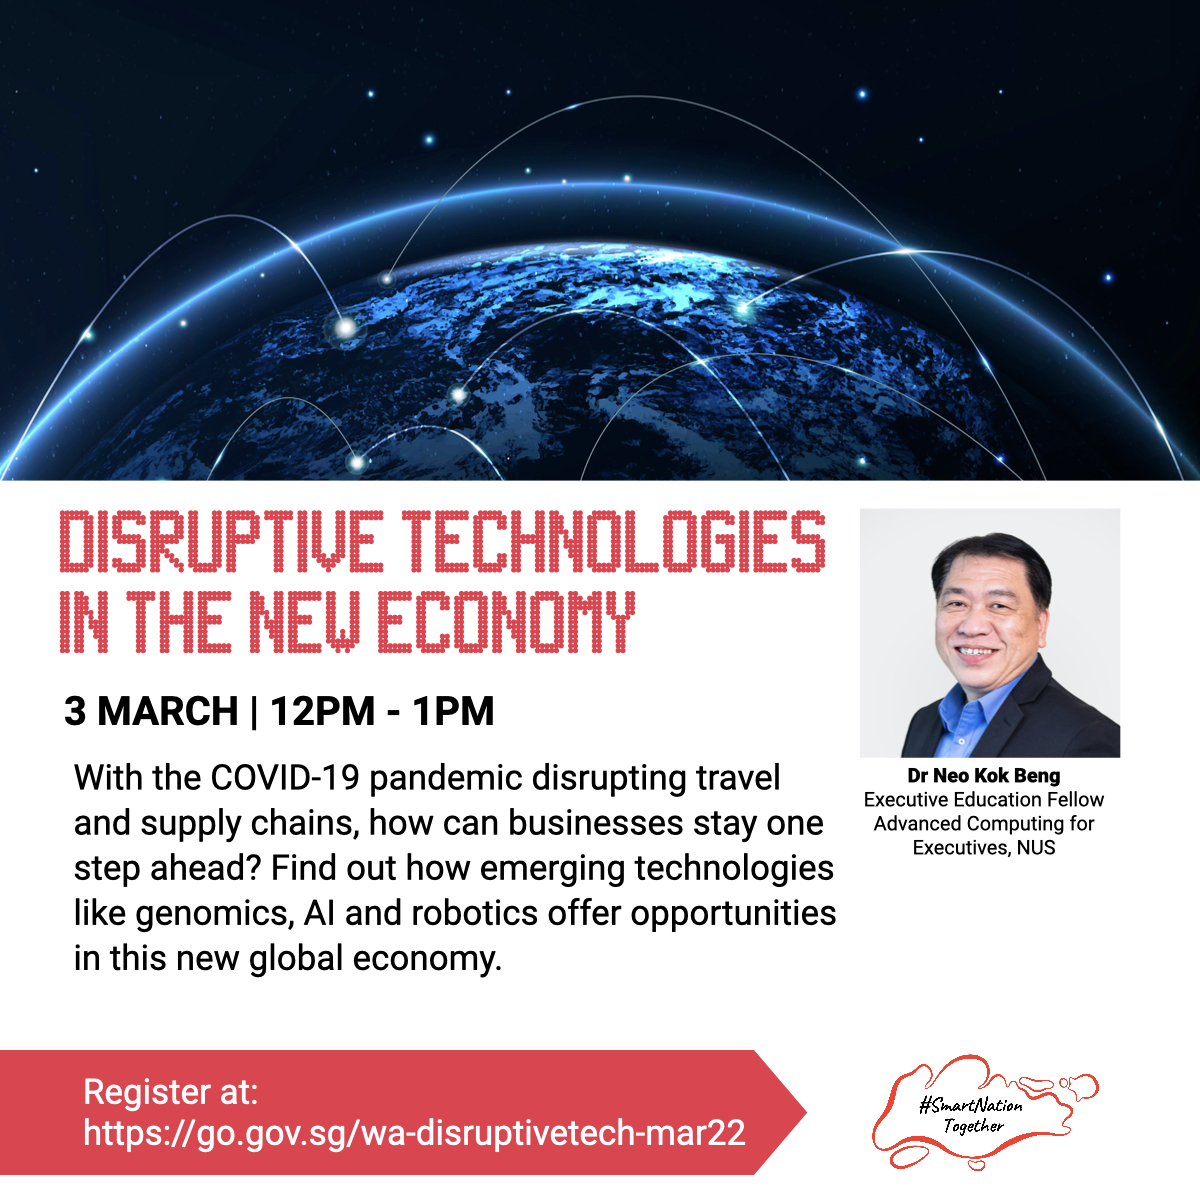 DISRUPTIVE TECHNOLOGIES
IN THE NEW ECONOMY
3 MARCH | 12PM - 1PM
With the COVID-19 pandemic disrupting travel
and supply chains, how can businesses stay one
step ahead? Find out how emerging technologies
like genomics, AI and robotics offer opportunities
in this new global economy.
Dr Neo Kok Beng
Executive Education Fellow
Advanced Computing for
Executives, NUS
Register at:
https://go.gov.sg/wa-disruptivetech-mar22
#SmartNation
Together